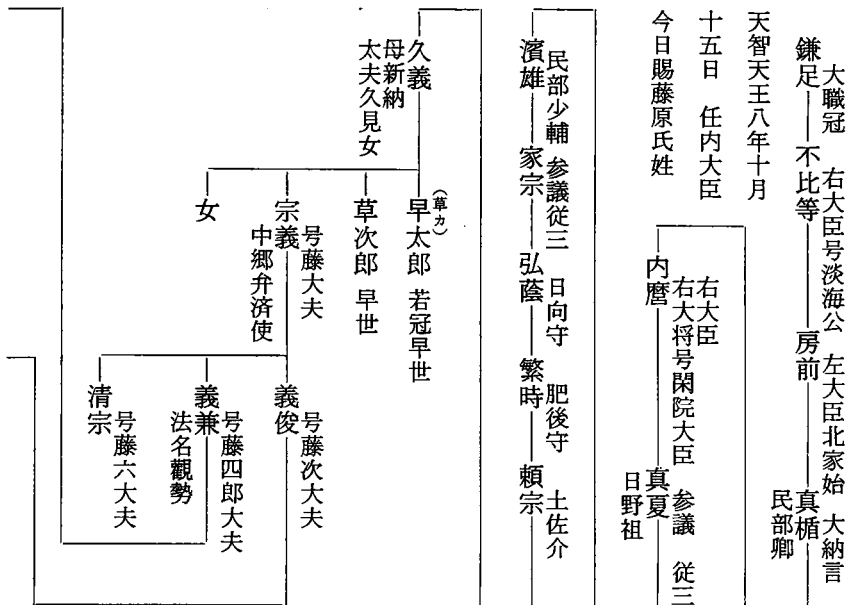 大職冠　右大臣号淡海公　左大臣北家始　大納言
鎌足　不比等　房前　真楯
民部卿
天智天王八年十月
十五日　任内大臣
今日賜藤原氏姓
右大臣
右大将号閑院大臣　参議　従三
内麿　真夏
日野祖
民部少輔　参議従三　日向守　肥後守　土佐介
濱雄　家宗　弘蔭　繁時　頼宗
久義
母新納
太夫久見女
(草カ)
早太郎　若冠早世
草次郎　早世
号藤大夫
宗義
中郷弁済使
女
号藤次大夫
義俊
号藤四郎大夫
義兼
法名觀勢
号藤六大夫
清宗